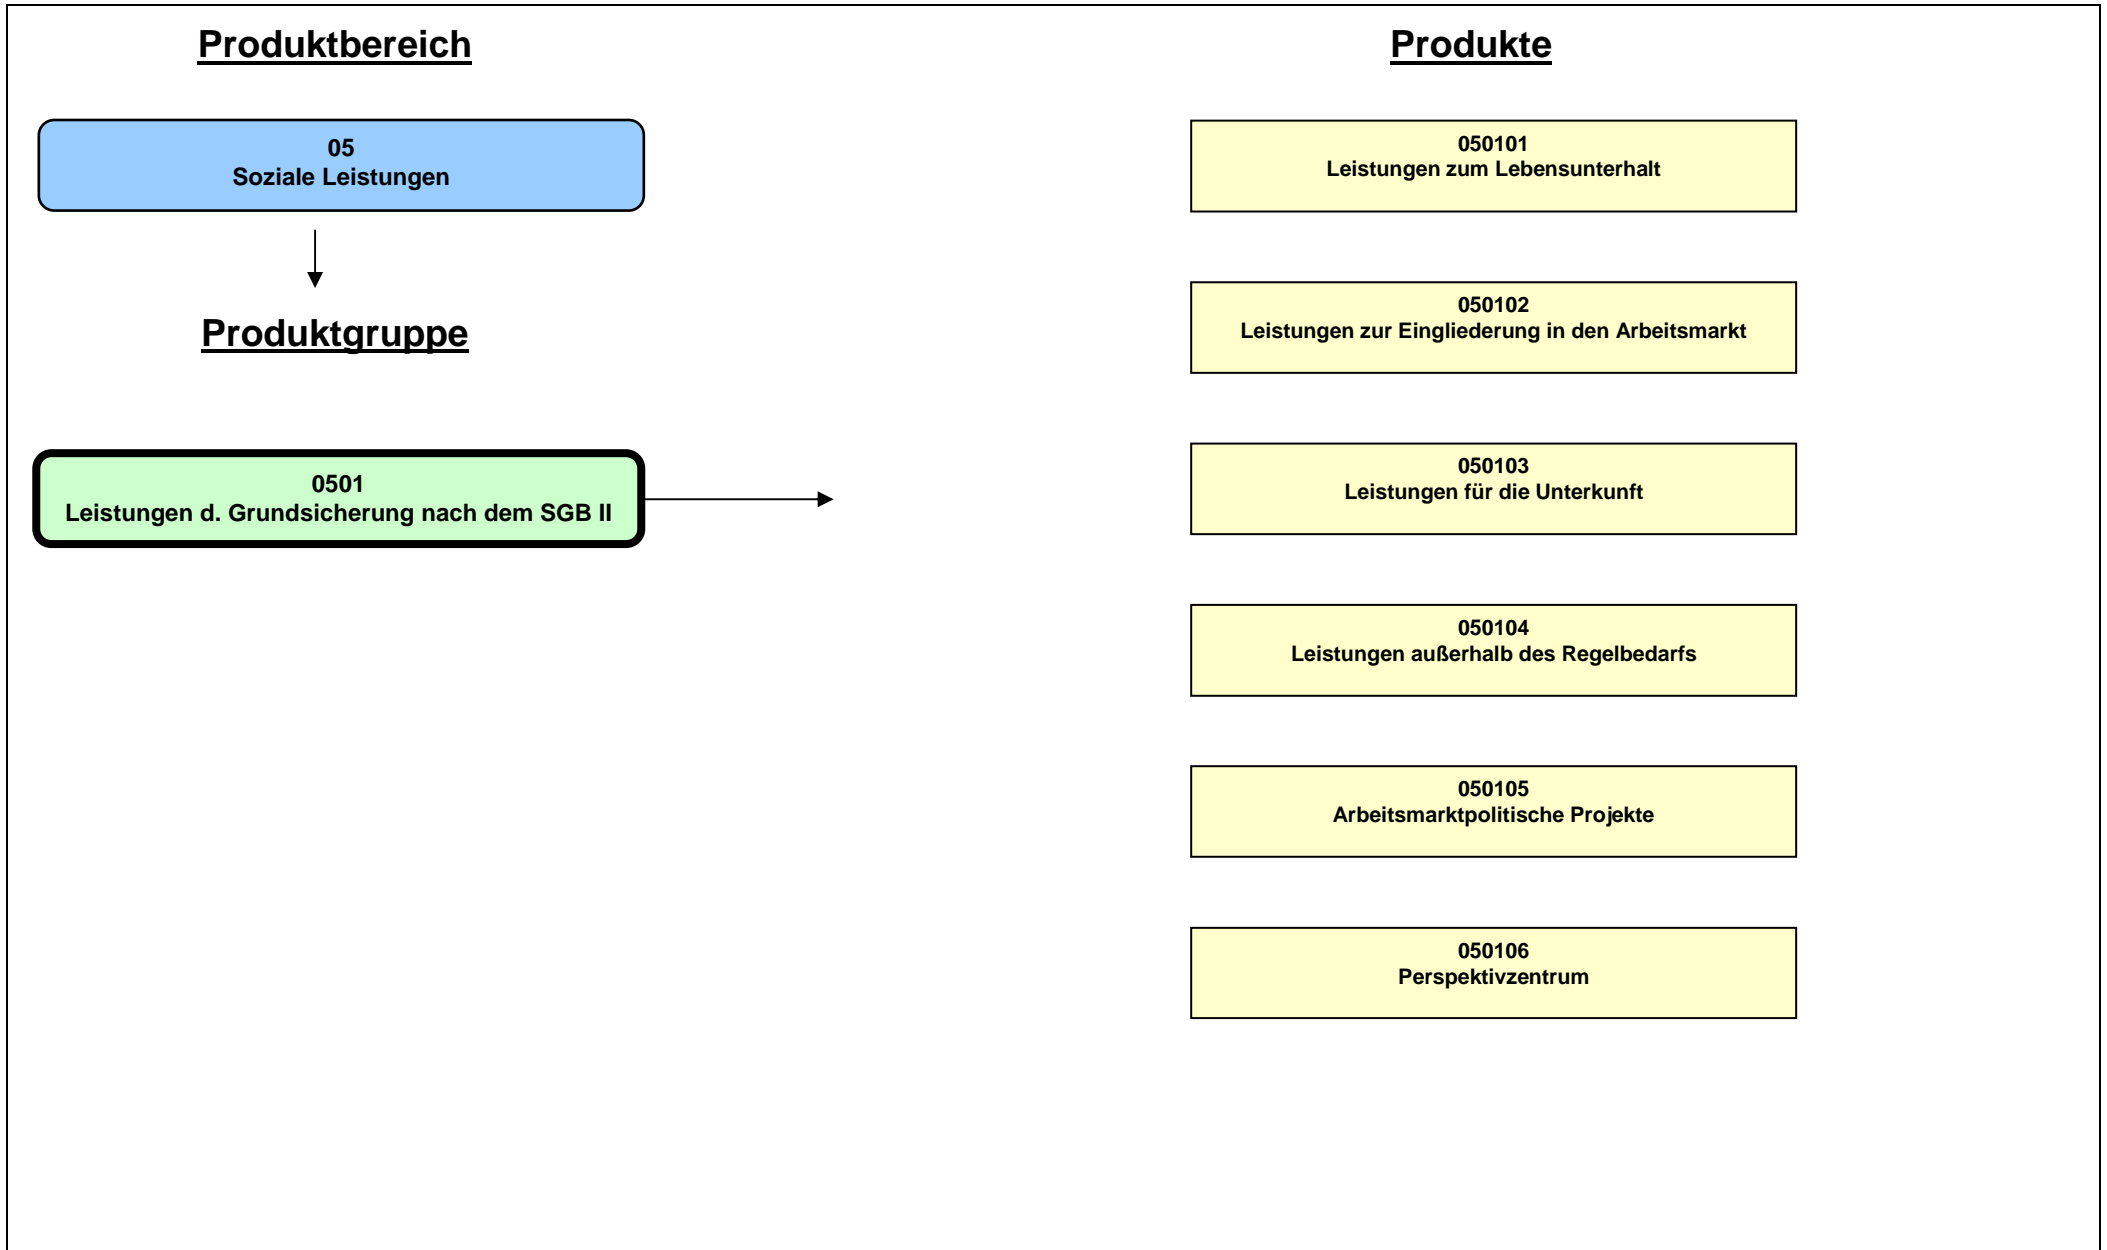 Produktbereich
05
Soziale Leistungen
Produktgruppe
0501
Leistungen d. Grundsicherung nach dem SGB II
Produkte
050101
Leistungen zum Lebensunterhalt
050102
Leistungen zur Eingliederung in den Arbeitsmarkt
050103
Leistungen für die Unterkunft
050104
Leistungen außerhalb des Regelbedarfs
050105
Arbeitsmarktpolitische Projekte
050106
Perspektivzentrum